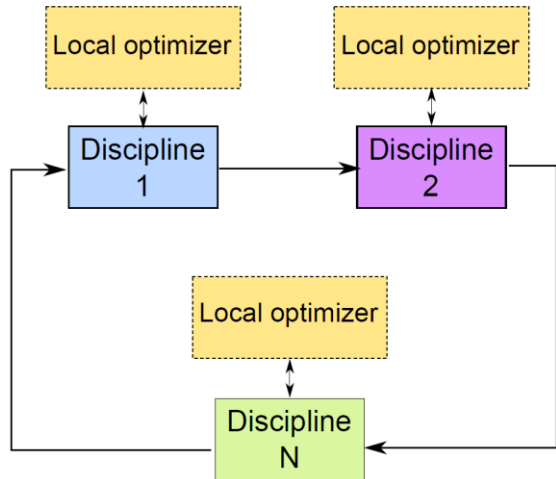 Local optimizer
Local optimizer
Discipline
1
Discipline
2
Local optimizer
Discipline
N